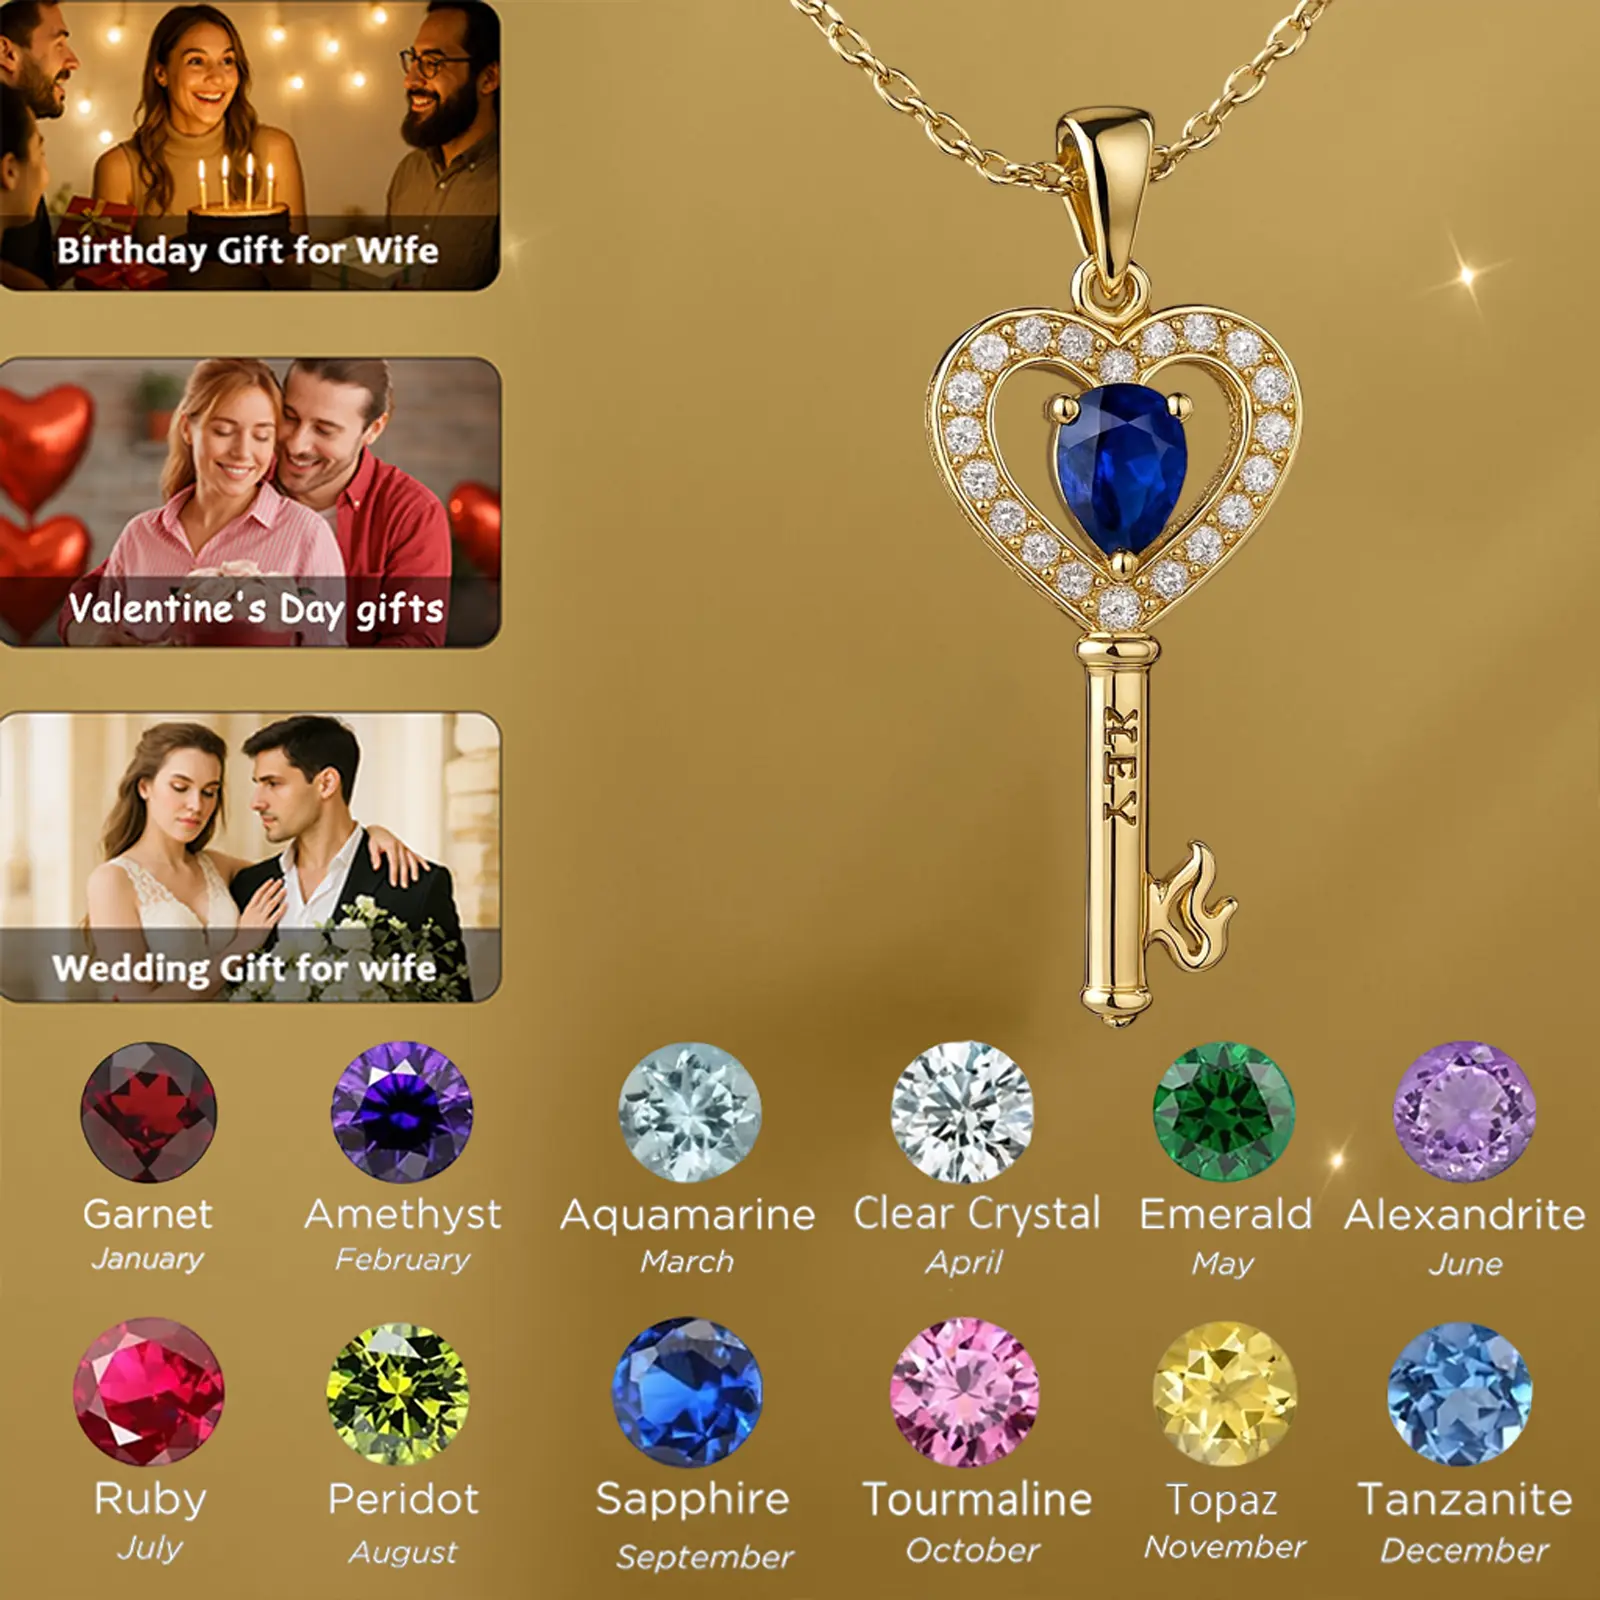 Birthday Gift for Wife
Valentine's Day gifts
Wedding Gift for wife
KEY
Garnet
January
Amethyst
February
Aquamarine
March
Clear Crystal
April
Emerald
May
Alexandrite
June
Ruby
July
Peridot
August
Sapphire
September
Tourmaline
October
Topaz
November
Tanzanite
December